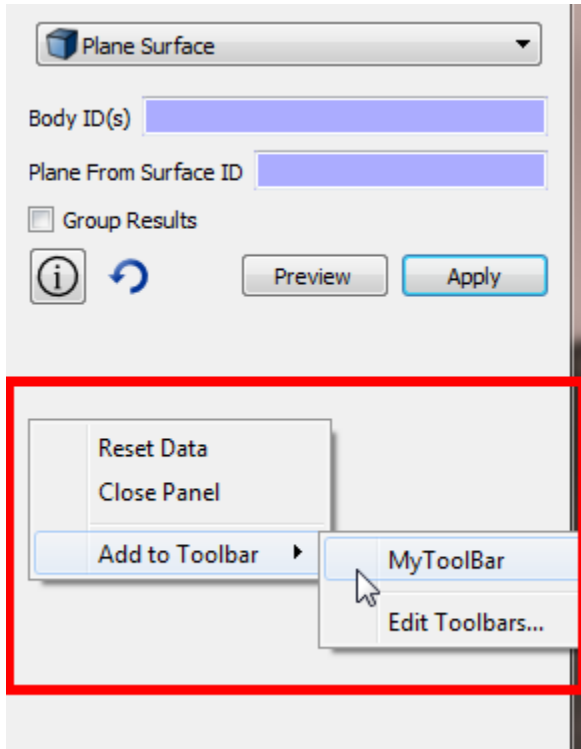 Plane Surface
Body ID(s)
Plane From Surface ID
Group Results
i Preview Apply
Reset Data
Close Panel
Add to Toolbar MyToolBar
Edit Toolbars...